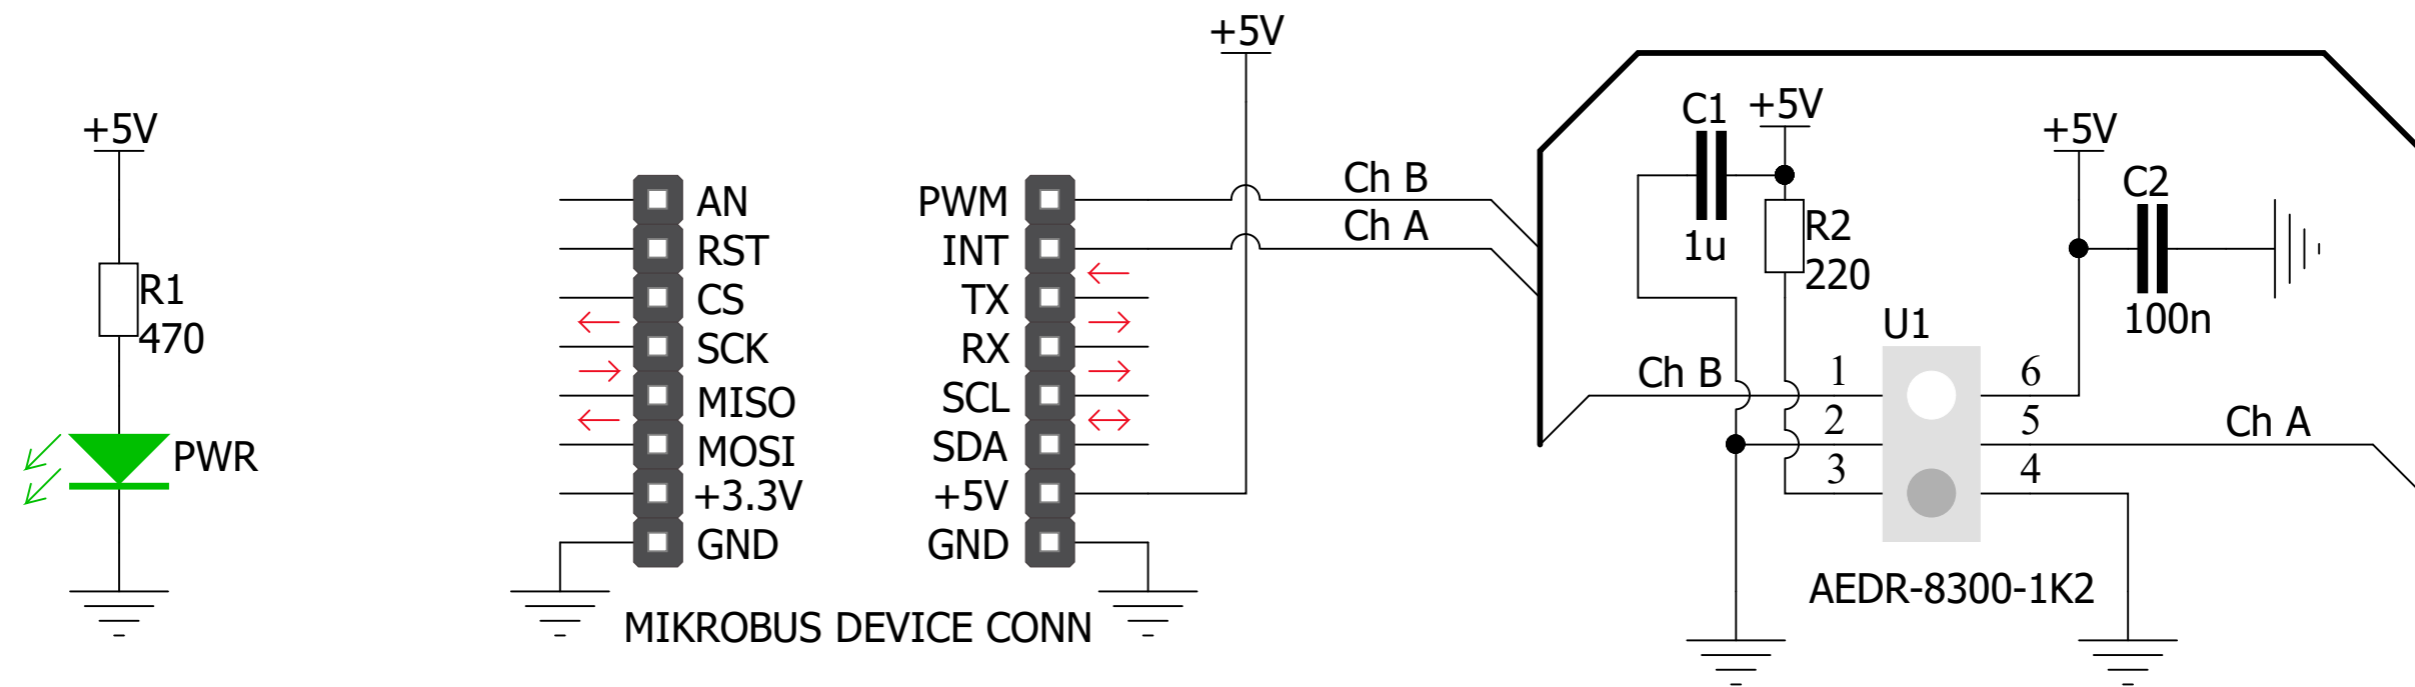 +5V
R1
470
PWR
AN
RST
CS
SCK
MISO
MOSI
+3.3V
GND
PWM
INT
TX
RX
SCL
SDA
+5V
GND
MIKROBUS DEVICE CONN
+5V
Ch B
Ch A
C1
1u
+5V
R2
220
+5V
C2
100n
U1
Ch B
1
2
3
6
5
4
Ch A
AEDR-8300-1K2